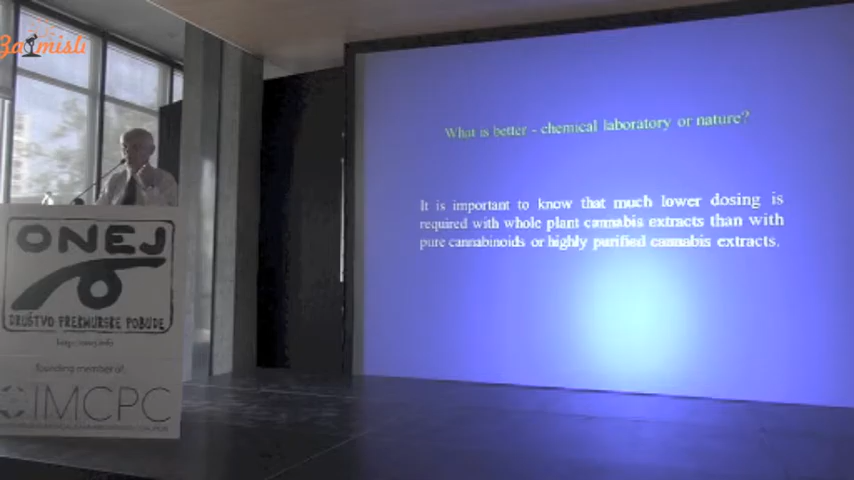 Zamisli
What is better - chemical laboratory or nature?
It is important to know that much lower dosing is
required with whole plant cannabis extracts than with
pure cannabinoids or highly purified cannabis extracts.
ONEJ
DRUŠTVO PREKMURSKE POBUDE
http://onej.info
founding member of
IMCPC